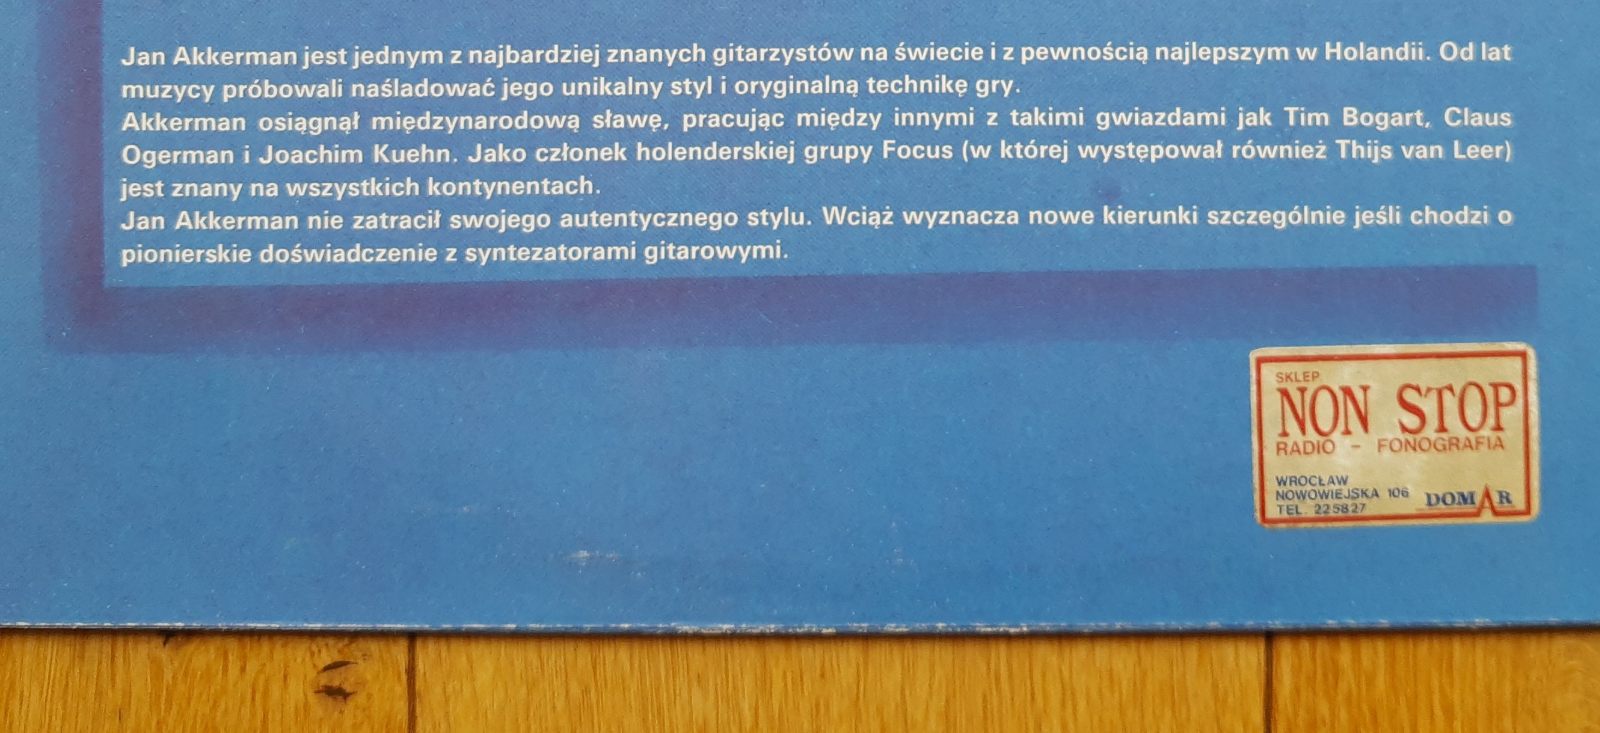 Jan Akkerman jest jednym z najbardziej znanych gitarzystów na świecie i z pewnością najlepszym w Holandii. Od lat
muzycy próbowali naśladować jego unikalny styl i oryginalną technikę gry.
Akkerman osiągnął międzynarodową sławę, pracując między innymi z takimi gwiazdami jak Tim Bogart, Claus
Ogerman i Joachim Kuehn. Jako członek holenderskiej grupy Focus (w której występował również Thijs van Leer)
jest znany na wszystkich kontynentach.
Jan Akkerman nie zatracił swojego autentycznego stylu. Wciąż wyznacza nowe kierunki szczególnie jeśli chodzi o
pionierskie doświadczenie z syntezatorami gitarowymi.
SKLEP
NON STOP
RADIO - FONOGRAFIA
WROCŁAW
NOWOWIEJSKA 106
TEL. 225827
DOMAR